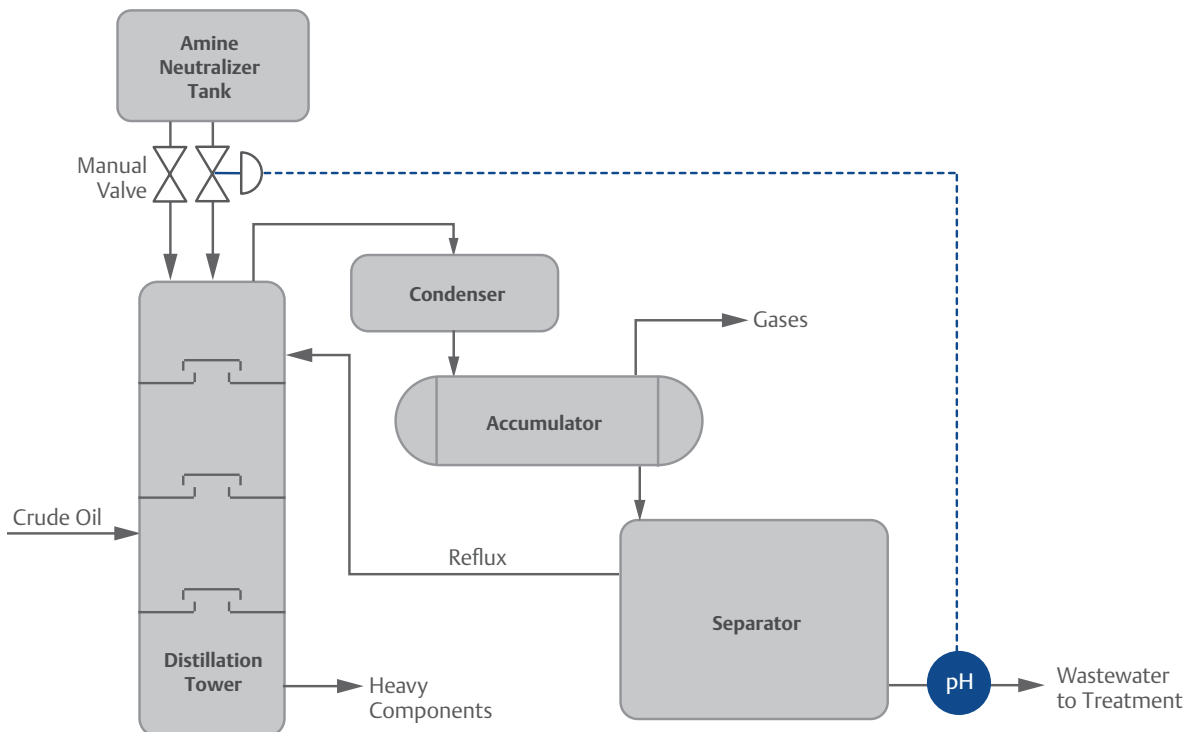 Amine
Neutralizer
Tank
Manual
Valve
Condenser
Gases
Accumulator
Crude Oil
Reflux
Separator
Distillation
Tower
Heavy
Components
pH
Wastewater
to Treatment